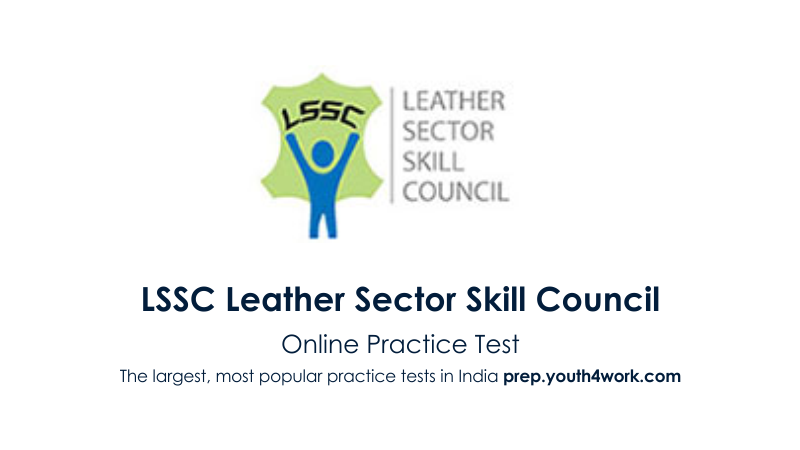 LSSC
LEATHER
SECTOR
SKILL
COUNCIL
LSSC Leather Sector Skill Council
Online Practice Test
The largest, most popular practice tests in India prep.youth4work.com